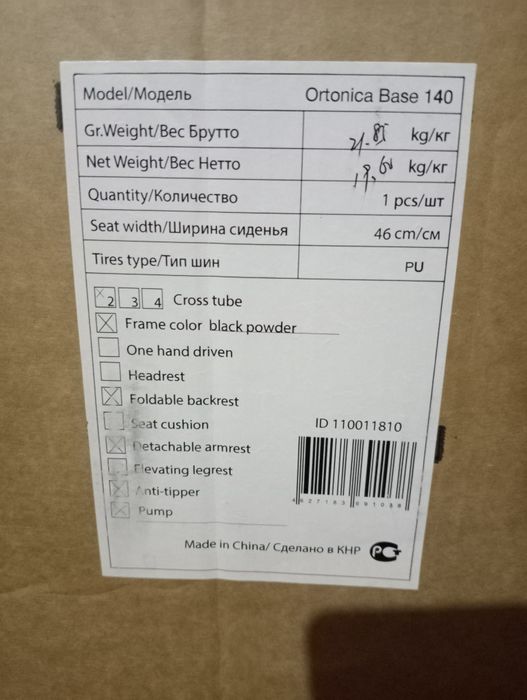 Model/Модель Ortonica Base 140
Gr.Weight/Вес Брутто 21.85 kg/кг
Net Weight/Вес Нетто kg/кг
Quantity/Количество 1 pcs/шт
Seat width/Ширина сиденья 46 cm/см
Tires type/Тип шин PU
2 3 4 Cross tube
Frame color black powder
One hand driven
Headrest
Foldable backrest
Seat cushion
ID 110011810
Detachable armrest
Elevating legrest
Anti-tipper
Pump
Made in China/ Сделано в КНР